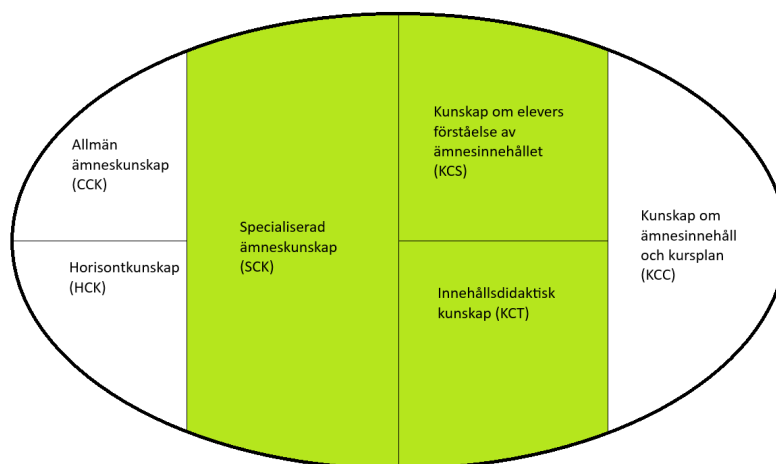 Allmän
ämneskunskap
(CCK)
Horisontkunskap
(HCK)
Specialiserad
ämneskunskap
(SCK)
Kunskap om elevers
förståelse av
ämnesinnehållet
(KCS)
Innehållsdidaktisk
kunskap (KCT)
Kunskap om
ämnesinnehåll
och kursplan
(KCC)